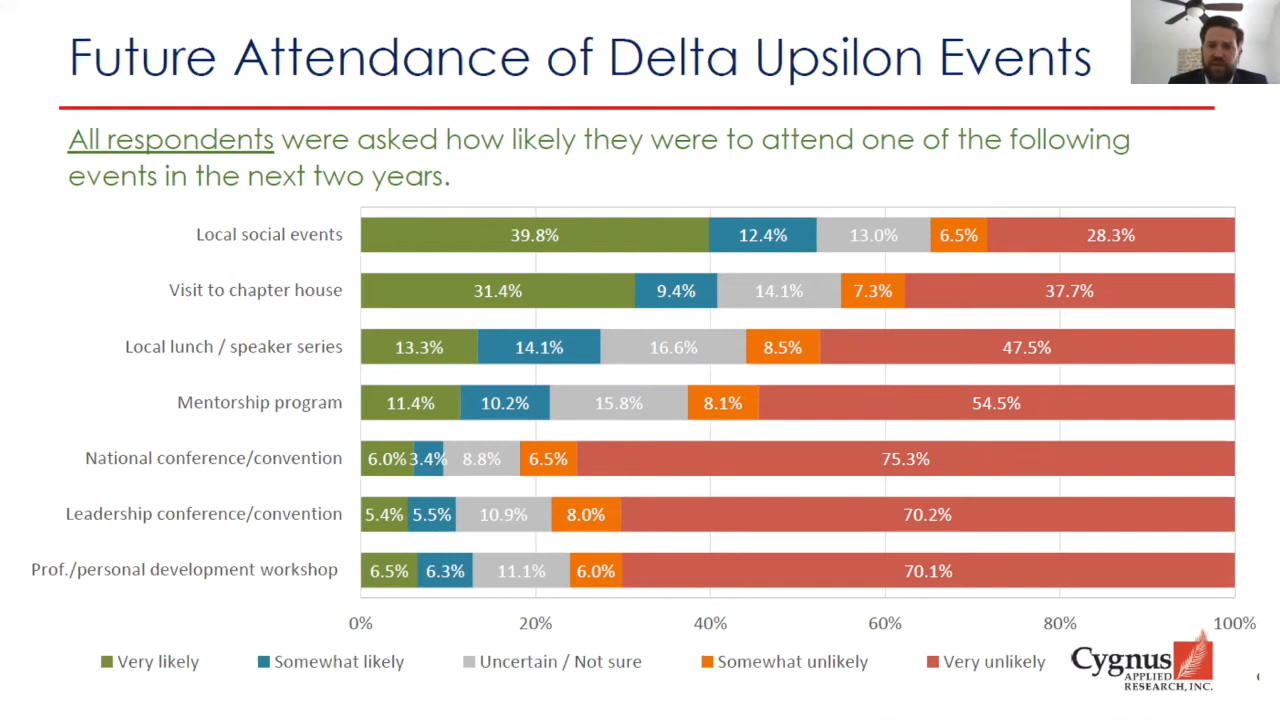 Future Attendance of Delta Upsilon Events
All respondents were asked how likely they were to attend one of the following
events in the next two years.
Local social events 39.8% 12.4% 13.0% 6.5% 28.3%
Visit to chapter house 31.4% 9.4% 14.1% 7.3% 37.7%
Local lunch / speaker series 13.3% 14.1% 16.6% 8.5% 47.5%
Mentorship program 11.4% 10.2% 15.8% 8.1% 54.5%
National conference/convention 6.0% 3.4% 8.8% 6.5% 75.3%
Leadership conference/convention 5.4% 5.5% 10.9% 8.0% 70.2%
Prof./personal development workshop 6.5% 6.3% 11.1% 6.0% 70.1%
0% 20% 40% 60% 80% 100%
Very likely Somewhat likely Uncertain / Not sure Somewhat unlikely Very unlikely
Cygnus
APPLIED
RESEARCH, INC.